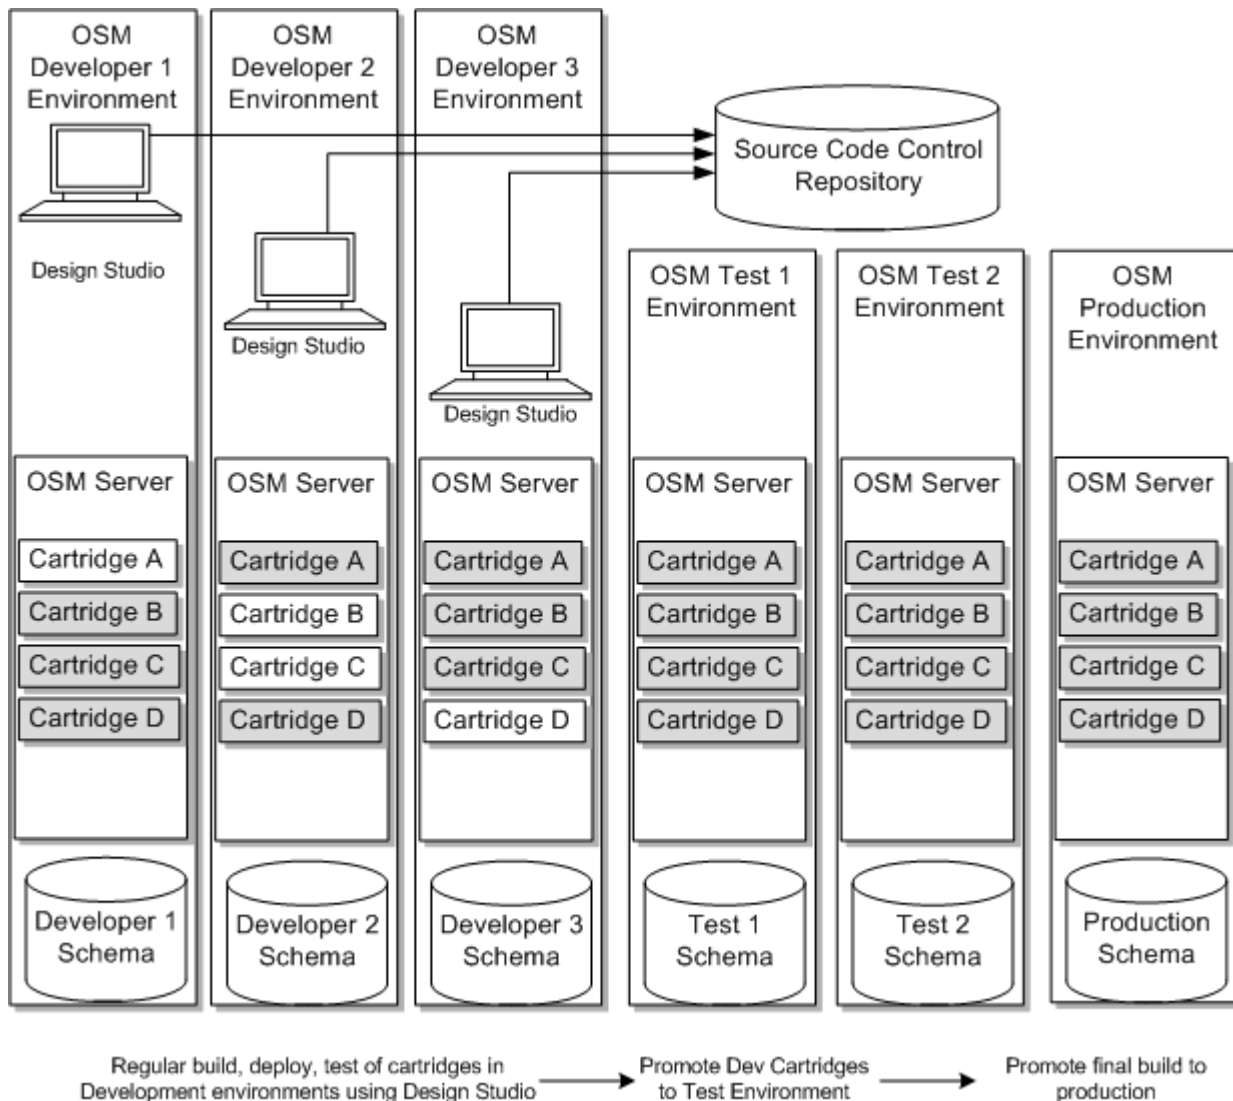 OSM
Developer 1
Environment
OSM
Developer 2
Environment
OSM
Developer 3
Environment
Source Code Control
Repository
Design Studio
Design Studio
Design Studio
OSM Test 1
Environment
OSM Test 2
Environment
OSM
Production
Environment
OSM Server
Cartridge A
Cartridge B
Cartridge C
Cartridge D
OSM Server
Cartridge A
Cartridge B
Cartridge C
Cartridge D
OSM Server
Cartridge A
Cartridge B
Cartridge C
Cartridge D
OSM Server
Cartridge A
Cartridge B
Cartridge C
Cartridge D
OSM Server
Cartridge A
Cartridge B
Cartridge C
Cartridge D
OSM Server
Cartridge A
Cartridge B
Cartridge C
Cartridge D
Developer 1
Schema
Developer 2
Schema
Developer 3
Schema
Test 1
Schema
Test 2
Schema
Production
Schema
Regular build, deploy, test of cartridges in
Development environments using Design Studio
Promote Dev Cartridges
to Test Environment
Promote final build to
production